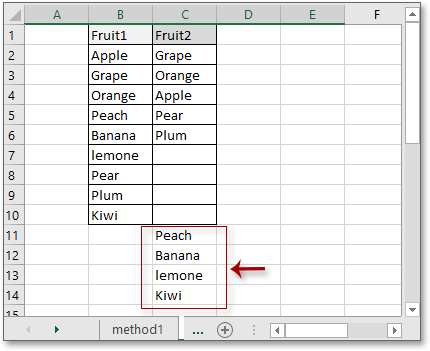 A B C D E F
1 Fruit1 Fruit2
2 Apple Grape
3 Grape Orange
4 Orange Apple
5 Peach Pear
6 Banana Plum
7 lemone
8 Pear
9 Plum
10 Kiwi
11 Peach
12 Banana
13 lemone
14 Kiwi
15
method1 ...